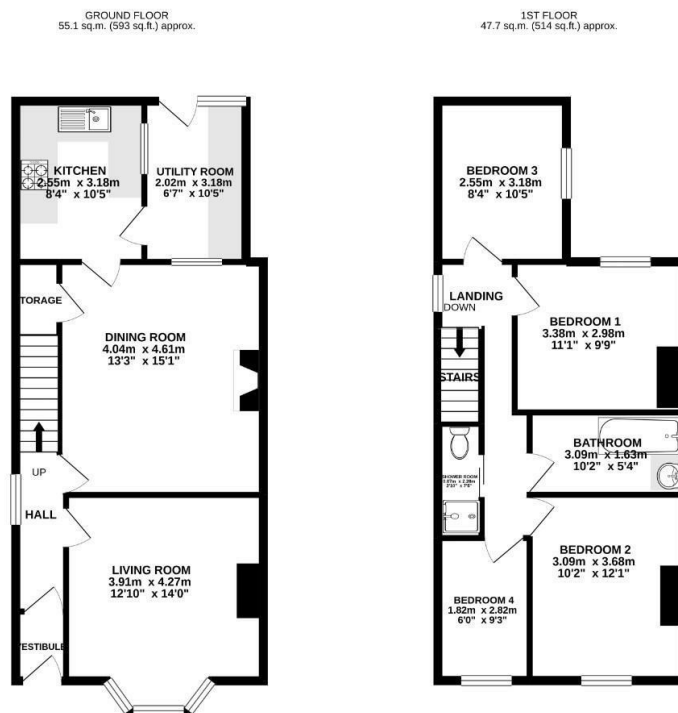 GROUND FLOOR
55.1 sq.m. (593 sq.ft.) approx.
KITCHEN
2.55m x 3.18m
8'4" x 10'5"
UTILITY ROOM
2.02m x 3.18m
6'7" x 10'5"
TORAGE
DINING ROOM
4.04m x 4.61m
13'3" x 15'1"
UP
HALL
LIVING ROOM
3.91m x 4.27m
12'10" x 14'0"
VESTIBULE
1ST FLOOR
47.7 sq.m. (514 sq.ft.) approx.
BEDROOM 3
2.55m x 3.18m
8'4" x 10'5"
LANDING
DOWN
BEDROOM 1
3.38m x 2.98m
11'1" x 9'9"
STAIRS
BATHROOM
3.09m x 1.63m
10'2" x 5'4"
SHOWER ROOM
BEDROOM 2
3.09m x 3.68m
10'2" x 12'1"
BEDROOM 4
1.82m x 2.82m
6'0" x 9'3"